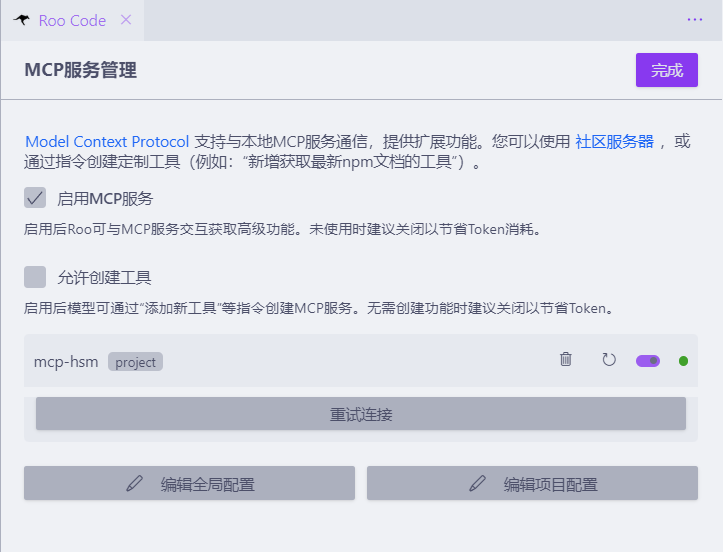 Roo Code
MCP服务管理
完成
Model Context Protocol 支持与本地MCP服务通信，提供扩展功能。您可以使用 社区服务器 ，或
通过指令创建定制工具（例如：“新增获取最新npm文档的工具”）。
启用MCP服务
启用后Roo可与MCP服务交互获取高级功能。未使用时建议关闭以节省Token消耗。
允许创建工具
启用后模型可通过“添加新工具”等指令创建MCP服务。无需创建功能时建议关闭以节省Token。
mcp-hsm project
重试连接
编辑全局配置
编辑项目配置